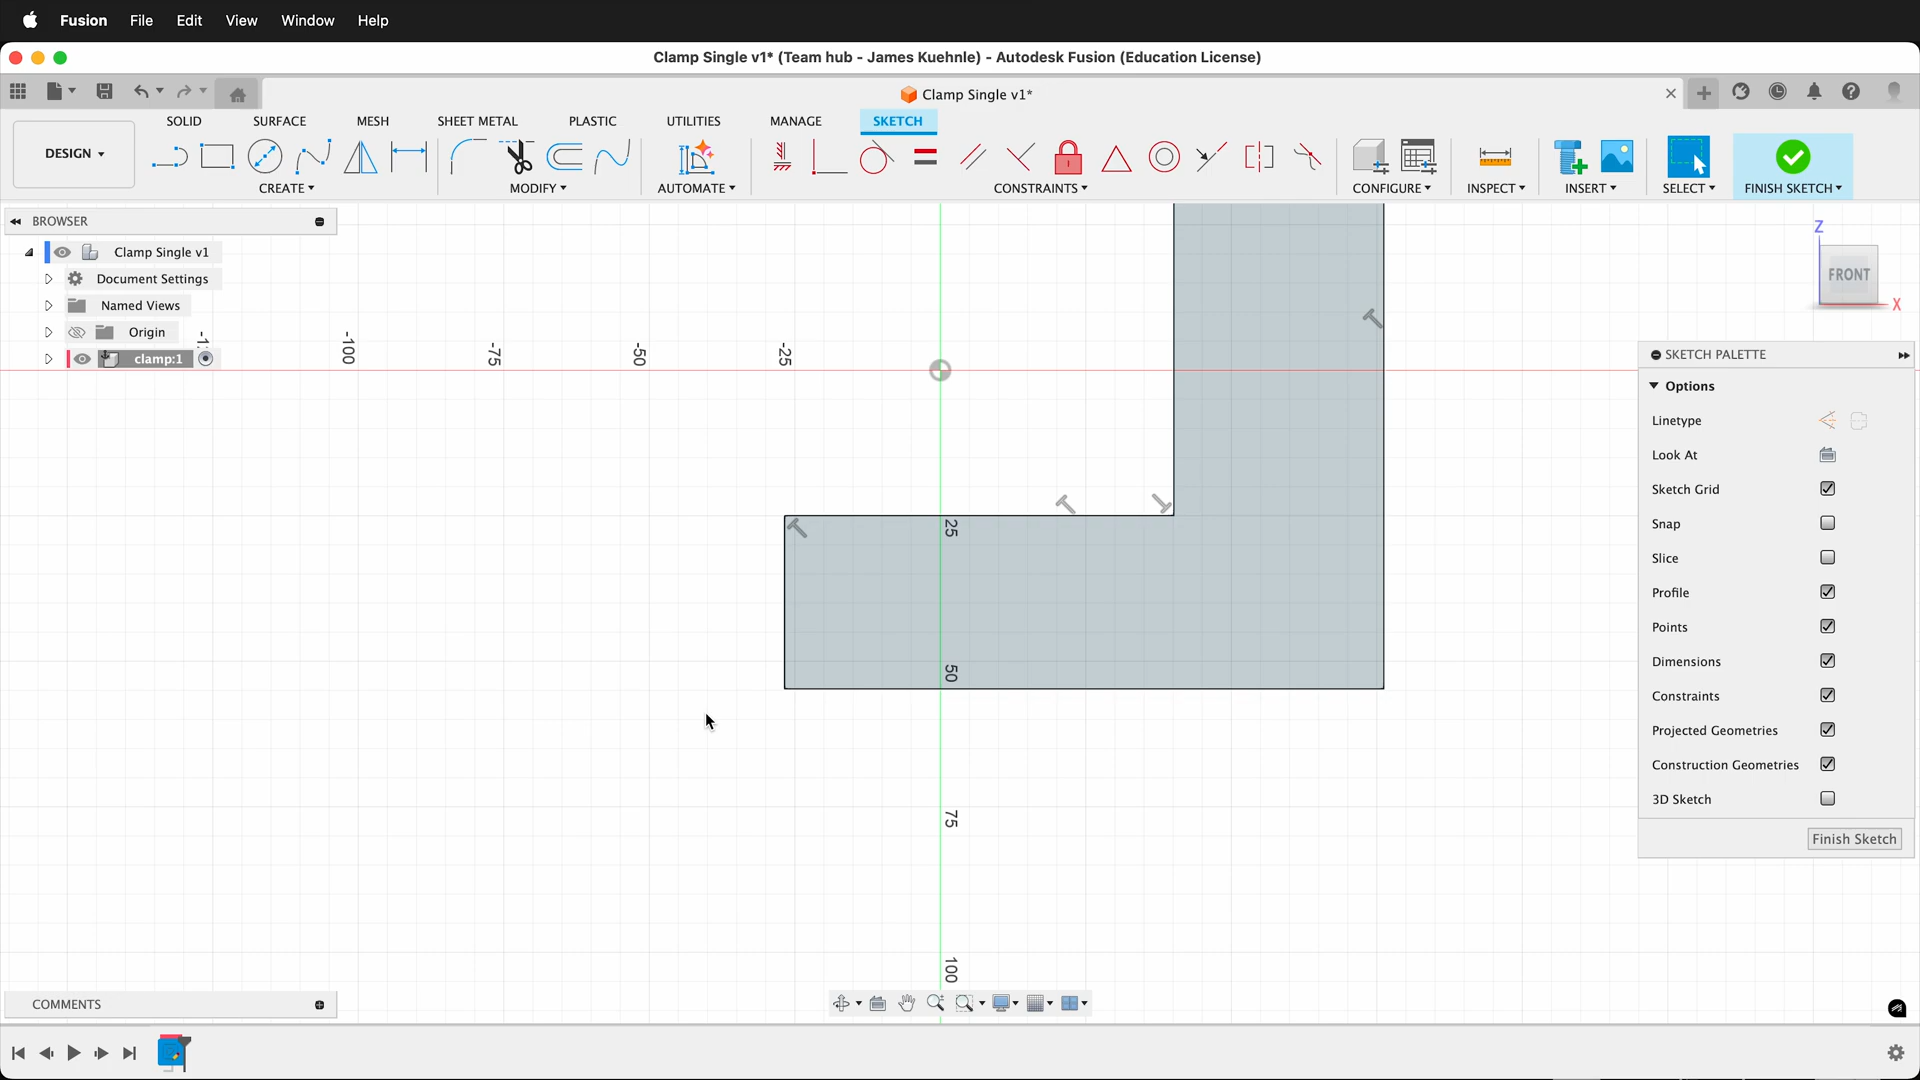 Fusion File Edit View Window Help
Clamp Single v1* (Team hub - James Kuehnle) - Autodesk Fusion (Education License)
Clamp Single v1*
SOLID SURFACE MESH SHEET METAL PLASTIC UTILITIES MANAGE SKETCH
DESIGN
CREATE MODIFY AUTOMATE CONSTRAINTS CONFIGURE INSPECT INSERT SELECT FINISH SKETCH
BROWSER
Clamp Single v1
Document Settings
Named Views
Origin
clamp:1
-100
-75
-50
-25
25
50
75
100
Z
FRONT
X
SKETCH PALETTE
Options
Linetype
Look At
Sketch Grid
Snap
Slice
Profile
Points
Dimensions
Constraints
Projected Geometries
Construction Geometries
3D Sketch
Finish Sketch
COMMENTS